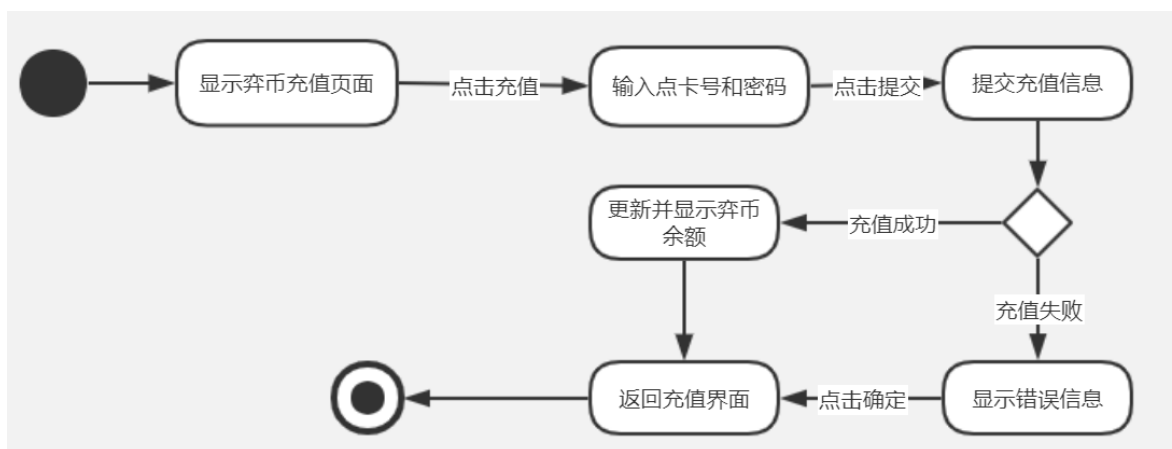 显示弈币充值页面
点击充值
输入点卡号和密码
点击提交
提交充值信息
更新并显示弈币
余额
充值成功
充值失败
返回充值界面
点击确定
显示错误信息